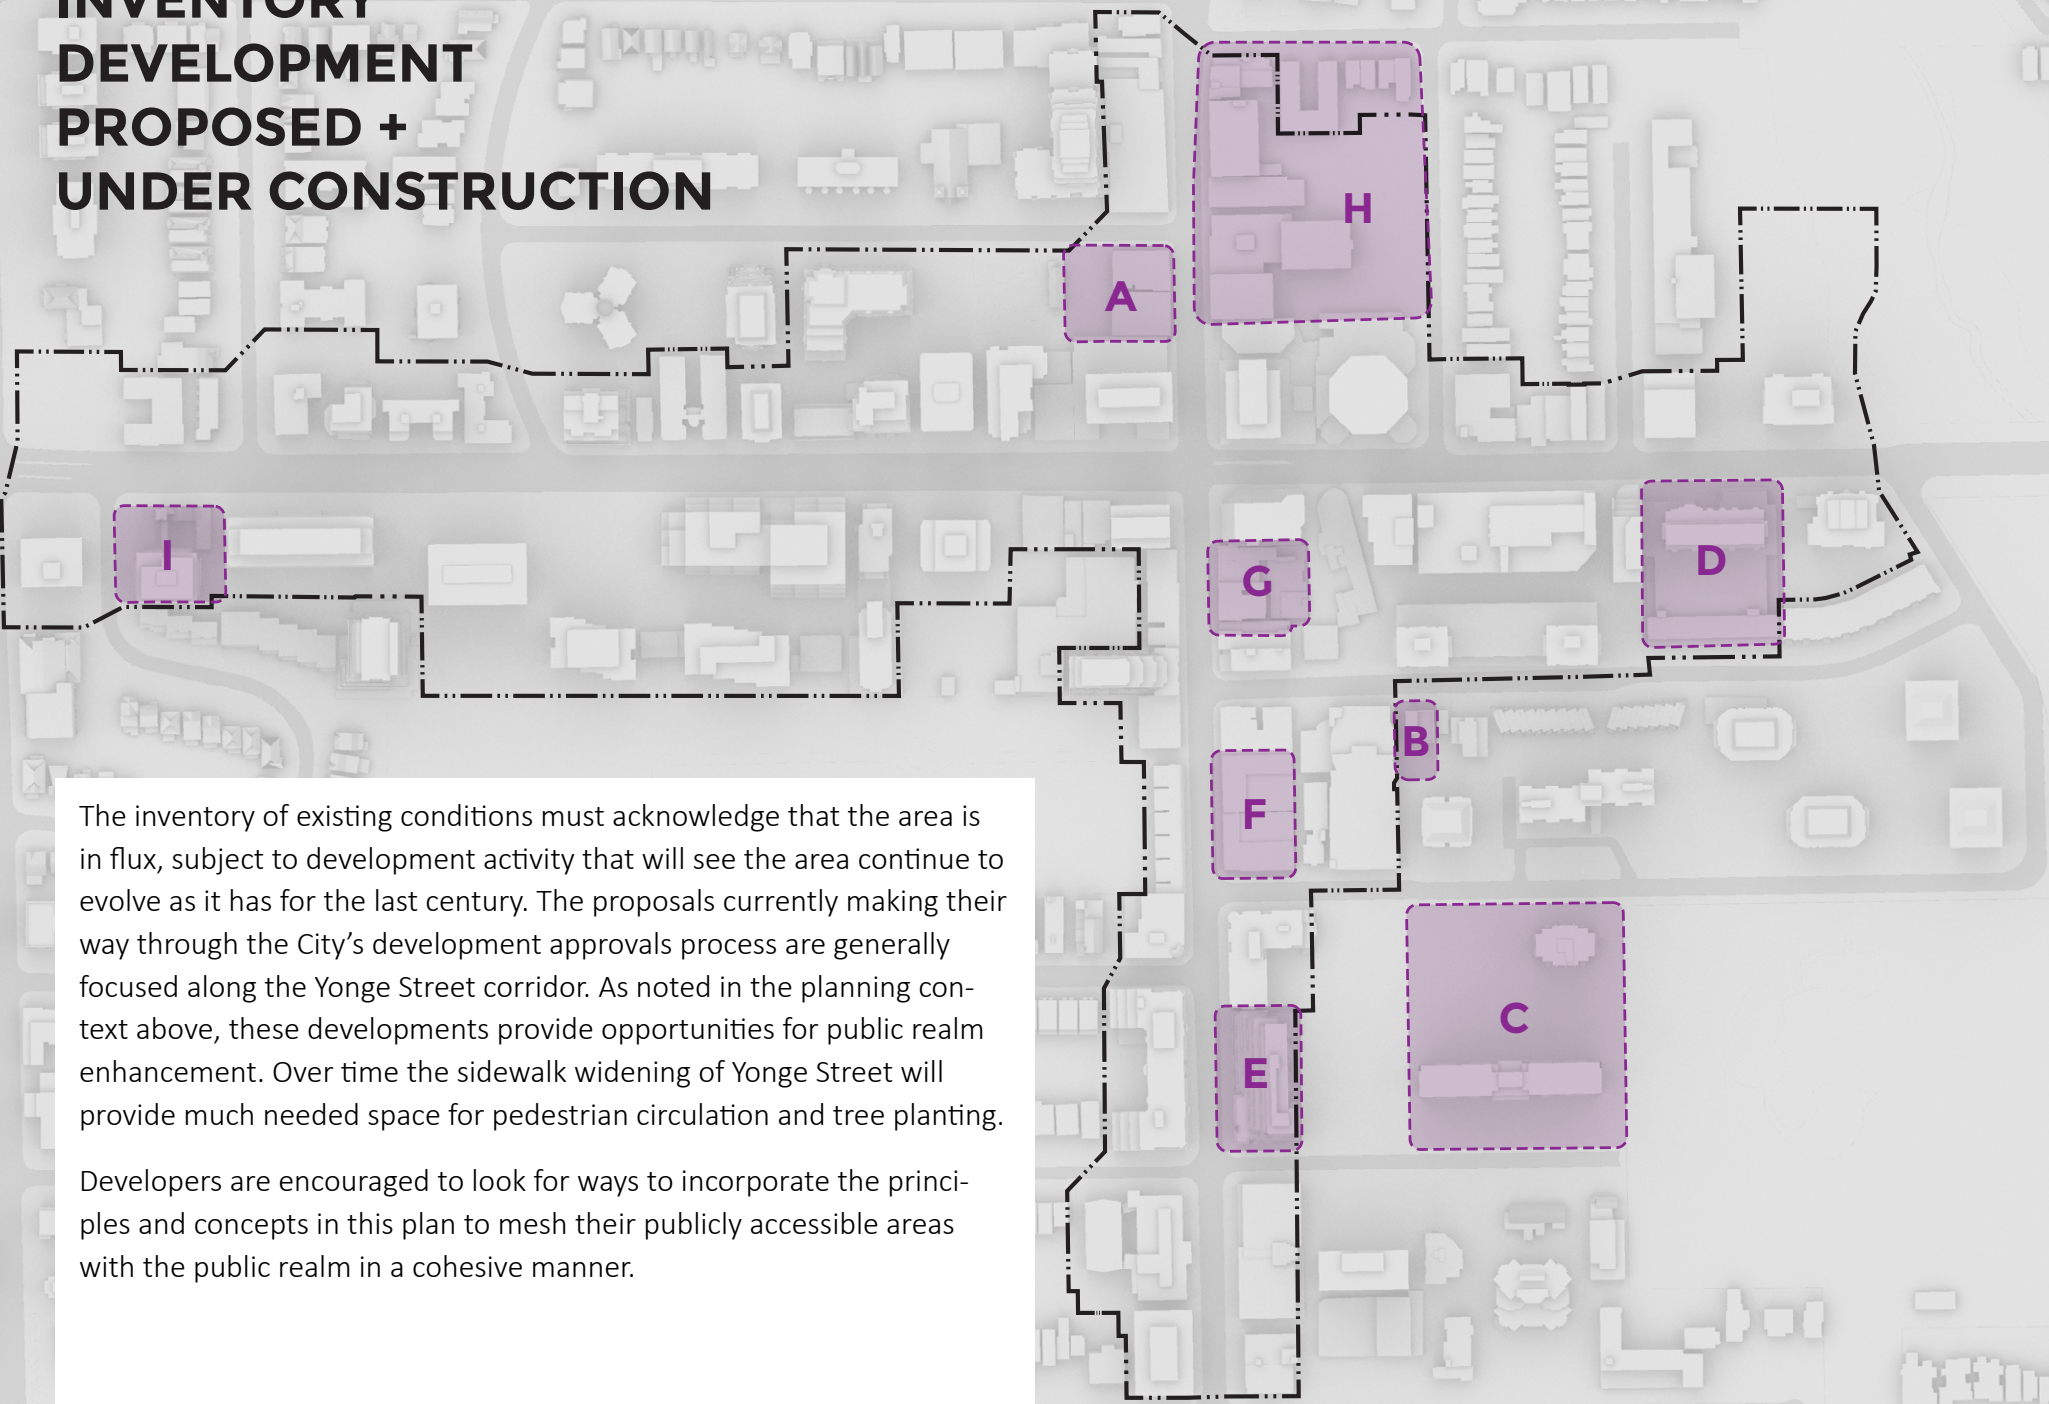 INVENTORY
DEVELOPMENT
PROPOSED +
UNDER CONSTRUCTION
H
A
I
G
D
B
F
C
E
The inventory of existing conditions must acknowledge that the area is
in flux, subject to development activity that will see the area continue to
evolve as it has for the last century. The proposals currently making their
way through the City’s development approvals process are generally
focused along the Yonge Street corridor. As noted in the planning con-
text above, these developments provide opportunities for public realm
enhancement. Over time the sidewalk widening of Yonge Street will
provide much needed space for pedestrian circulation and tree planting.
Developers are encouraged to look for ways to incorporate the princi-
ples and concepts in this plan to mesh their publicly accessible areas
with the public realm in a cohesive manner.